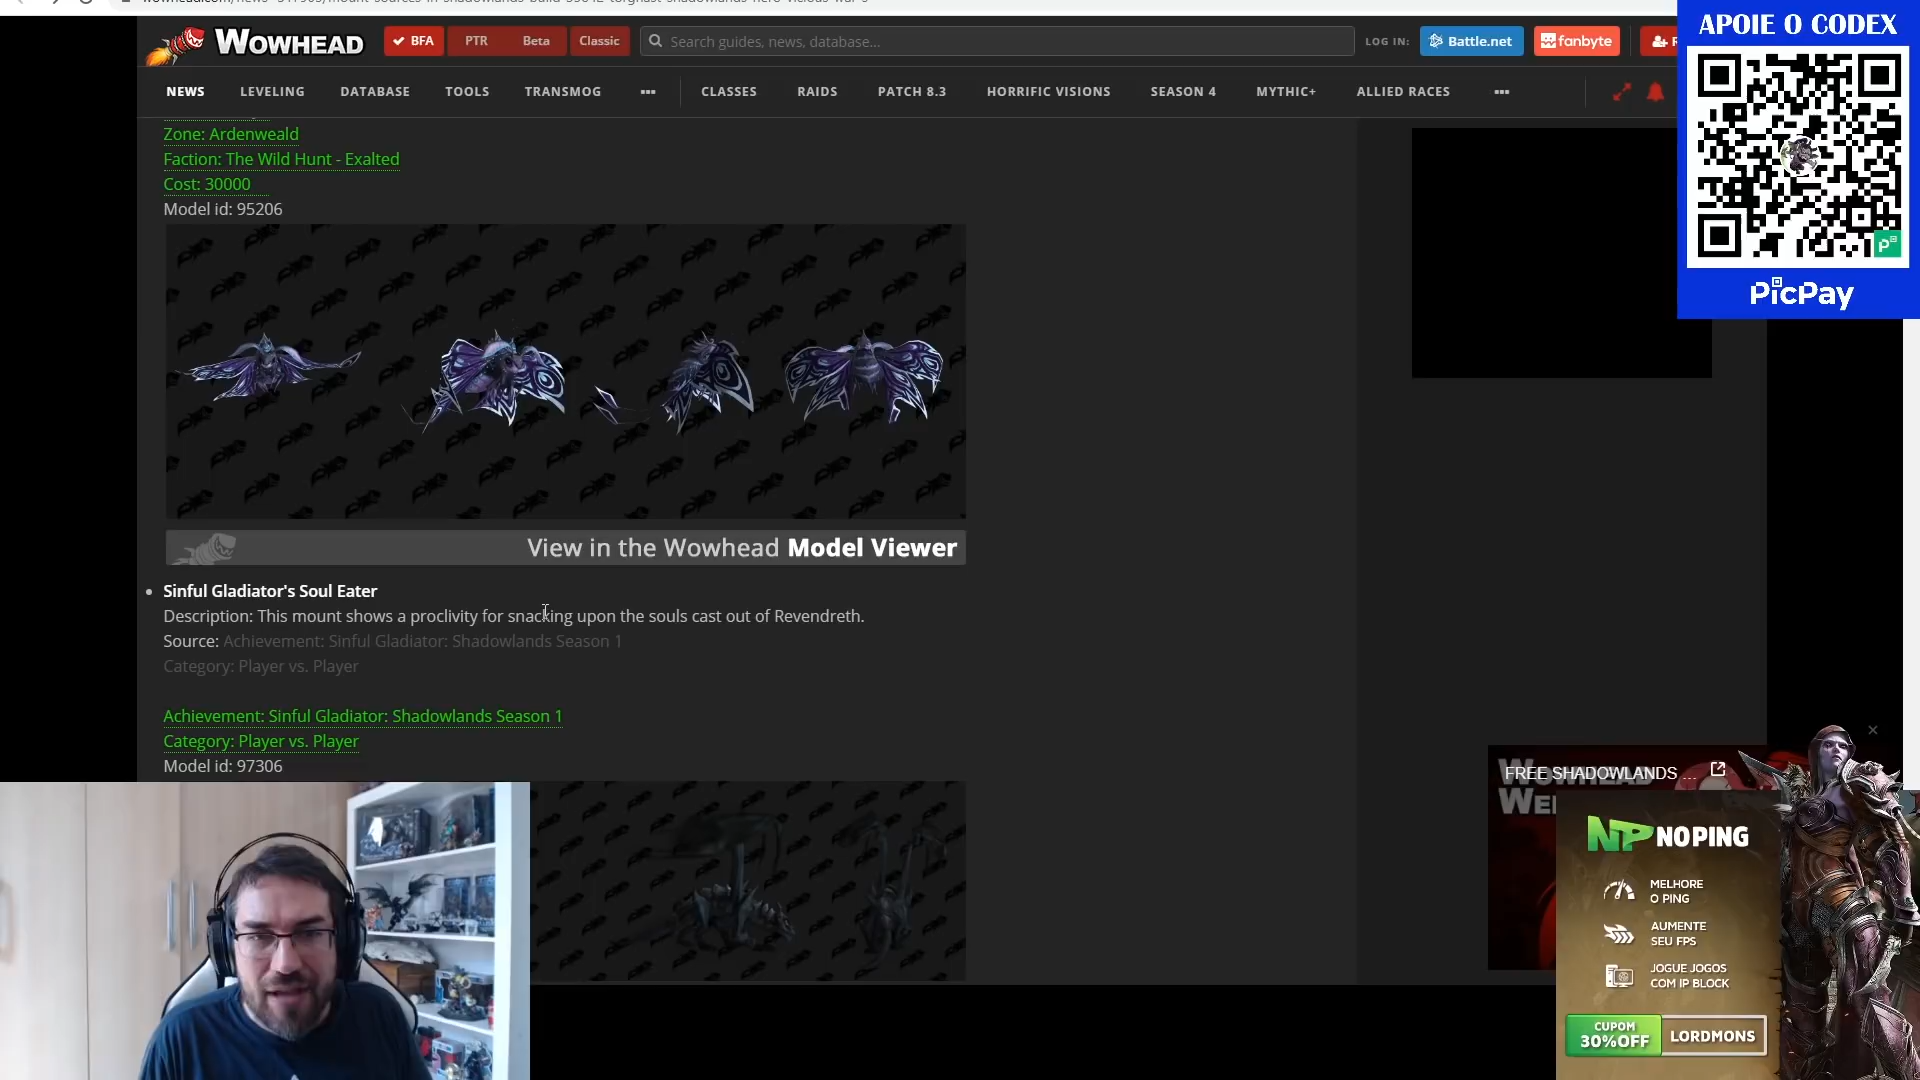 WOWHEAD
BFA
PTR
Beta
Classic
Search guides, news, database...
LOG IN:
Battle.net
fanbyte
NEWS
LEVELING
DATABASE
TOOLS
TRANSMOG
CLASSES
RAIDS
PATCH 8.3
HORRIFIC VISIONS
SEASON 4
MYTHIC+
ALLIED RACES
APOIE O CODEX
PicPay
Zone: Ardenweald
Faction: The Wild Hunt - Exalted
Cost: 30000
Model id: 95206
View in the Wowhead Model Viewer
Sinful Gladiator's Soul Eater
Description: This mount shows a proclivity for snacking upon the souls cast out of Revendreth.
Source: Achievement: Sinful Gladiator: Shadowlands Season 1
Category: Player vs. Player
Achievement: Sinful Gladiator: Shadowlands Season 1
Category: Player vs. Player
Model id: 97306
FREE SHADOWLANDS ...
WOWHEAD
NP NOPING
MELHORE
O PING
AUMENTE
SEU FPS
JOGUE JOGOS
COM IP BLOCK
CUPOM
30%OFF
LORDMONS